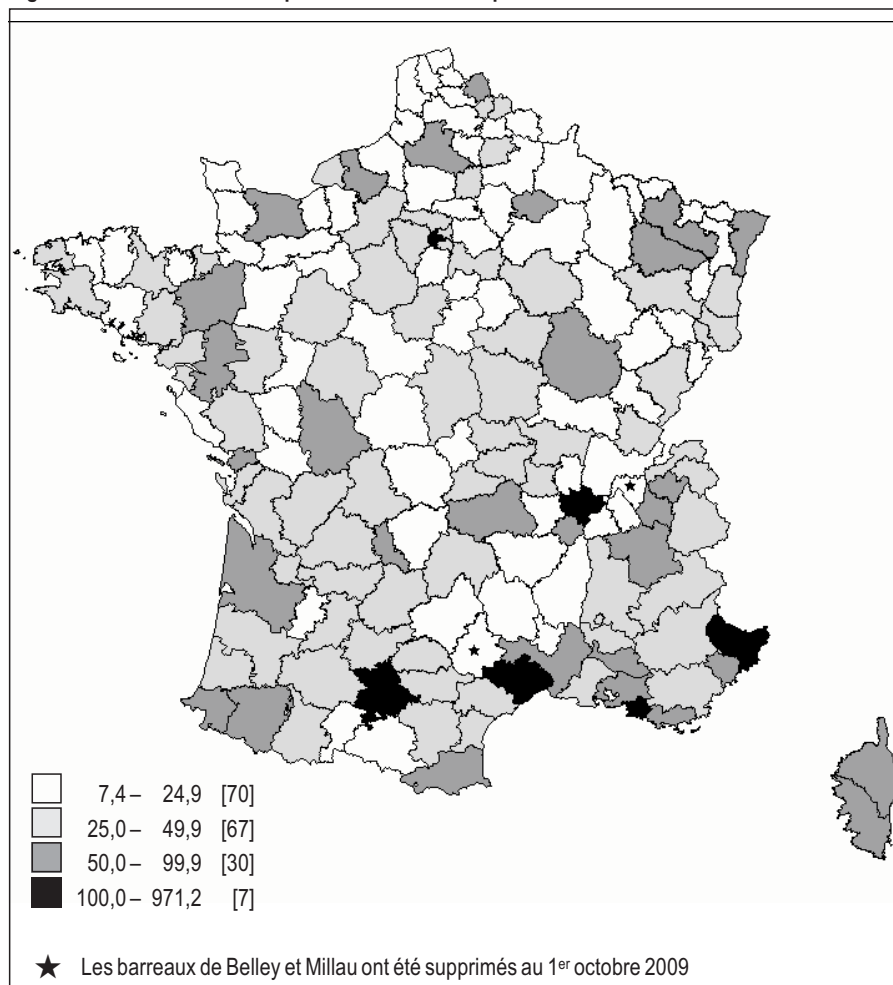 7,4 – 24,9 [70]
25,0 – 49,9 [67]
50,0 – 99,9 [30]
100,0 – 971,2 [7]
★ Les barreaux de Belley et Millau ont été supprimés au 1er octobre 2009